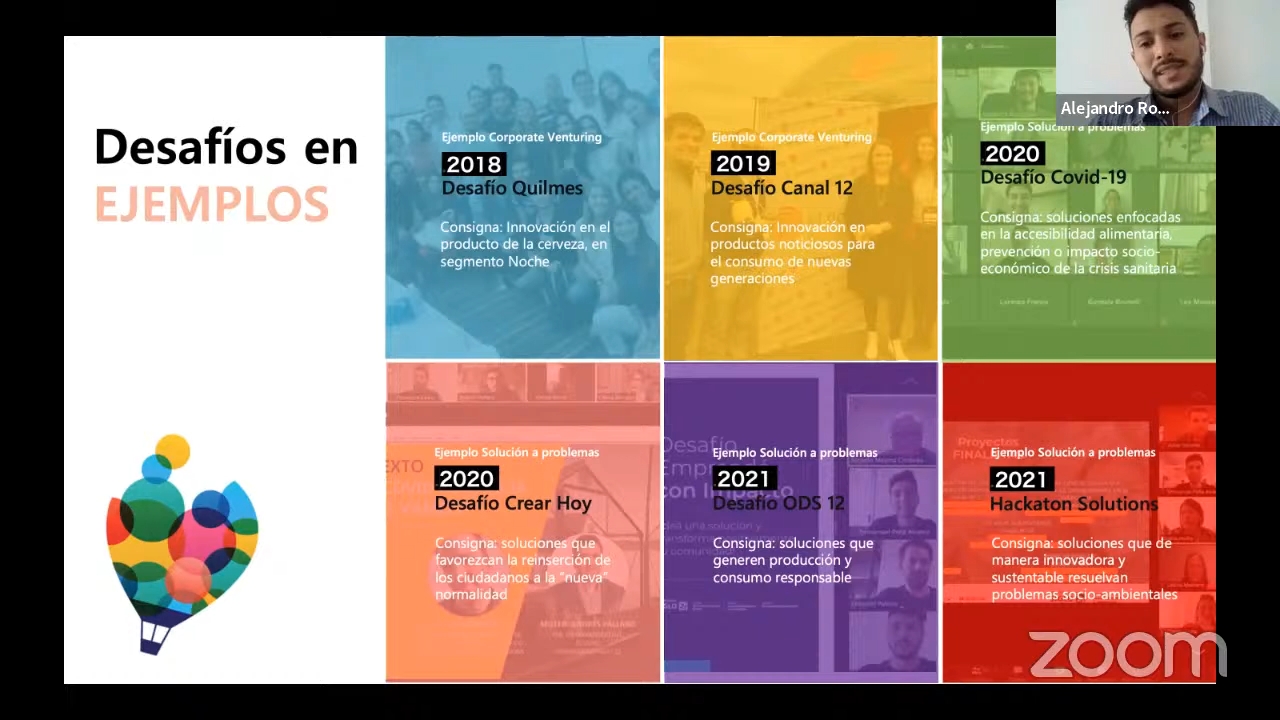 Desafíos en
EJEMPLOS
Ejemplo Corporate Venturing
2018
Desafío Quilmes
Consigna: Innovación en el
producto de la cerveza, en
segmento Noche
Ejemplo Corporate Venturing
2019
Desafío Canal 12
Consigna: Innovación en
productos noticiosos para
el consumo de nuevas
generaciones
Alejandro Ro...
Ejemplo Solución a problemas
2020
Desafío Covid-19
Consigna: soluciones enfocadas
en la accesibilidad alimentaria,
prevención o impacto socio-
económico de la crisis sanitaria
Ejemplo Solución a problemas
2020
Desafío Crear Hoy
Consigna: soluciones que
favorezcan la reinserción de
los ciudadanos a la "nueva"
normalidad
Desafío
con Impacto
Ejemplo Solución a problemas
2021
Desafío ODS 12
Consigna: soluciones que
generen producción y
consumo responsable
Proyectos
Ejemplo Solución a problemas
2021
Hackaton Solutions
Consigna: soluciones que de
manera innovadora y
sustentable resuelvan
problemas socio-ambientales
zoom